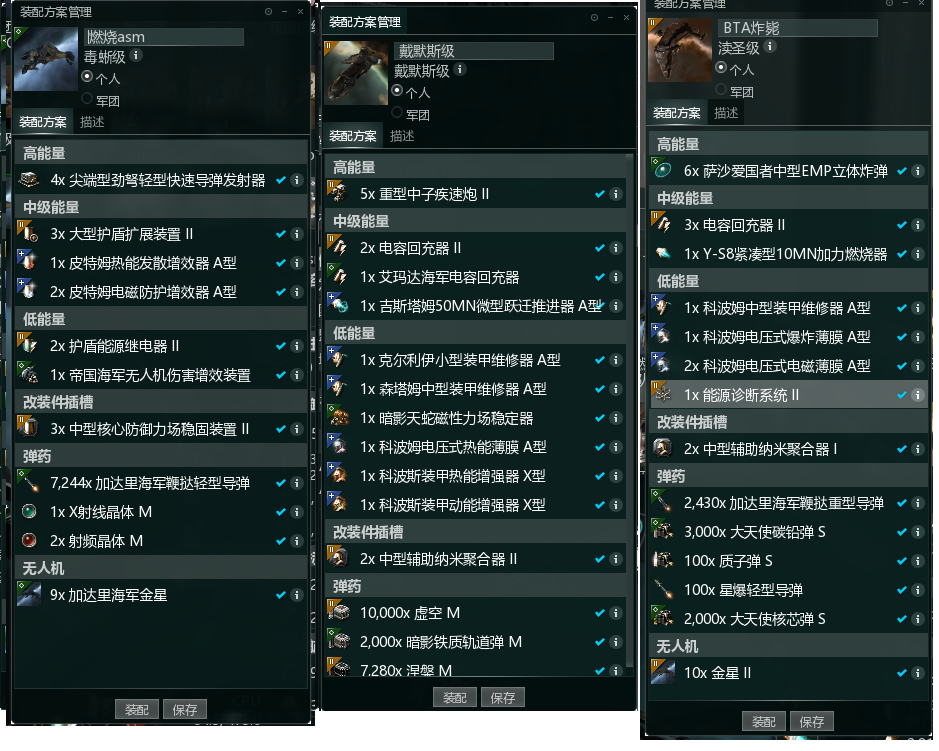 装配方案管理
燃烧asm
毒蜥级
个人
军团
装配方案 描述
高能量
4x 尖端型劲弩轻型快速导弹发射器
中级能量
3x 大型护盾扩展装置 II
1x 皮特姆热能发散增效器 A型
2x 皮特姆电磁防护增效器 A型
低能量
2x 护盾能源继电器 II
1x 帝国海军无人机伤害增效装置
改装件插槽
3x 中型核心防御力场稳固装置 II
弹药
7,244x 加达里海军鞭挞轻型导弹
1x X射线晶体 M
2x 射频晶体 M
无人机
9x 加达里海军金星
装配 保存
装配方案管理
戴默斯级
戴默斯级
个人
军团
装配方案 描述
高能量
5x 重型中子疾速炮 II
中级能量
2x 电容回充器 II
1x 艾玛达海军电容回充器
1x 吉斯塔姆50MN微型跃迁推进器 A型
低能量
1x 克尔利伊小型装甲维修器 A型
1x 森塔姆中型装甲维修器 A型
1x 暗影天蛇磁性力场稳定器
1x 科波姆电压式热能薄膜 A型
1x 科波斯装甲热能增强器 X型
1x 科波斯装甲动能增强器 X型
改装件插槽
2x 中型辅助纳米聚合器 II
弹药
10,000x 虚空 M
2,000x 暗影铁质轨道弹 M
7,280x 涅槃 M
装配 保存
装配方案管理
BTA炸毙
渎圣级
个人
军团
装配方案 描述
高能量
6x 萨沙爱国者中型EMP立体炸弹
中级能量
3x 电容回充器 II
1x Y-S8紧凑型10MN加力燃烧器
低能量
1x 科波姆中型装甲维修器 A型
1x 科波姆电压式爆炸薄膜 A型
2x 科波姆电压式电磁薄膜 A型
1x 能源诊断系统 II
改装件插槽
2x 中型辅助纳米聚合器 I
弹药
2,430x 加达里海军鞭挞重型导弹
3,000x 大天使碳铅弹 S
100x 质子弹 S
100x 星爆轻型导弹
2,000x 大天使核芯弹 S
无人机
10x 金星 II
装配 保存